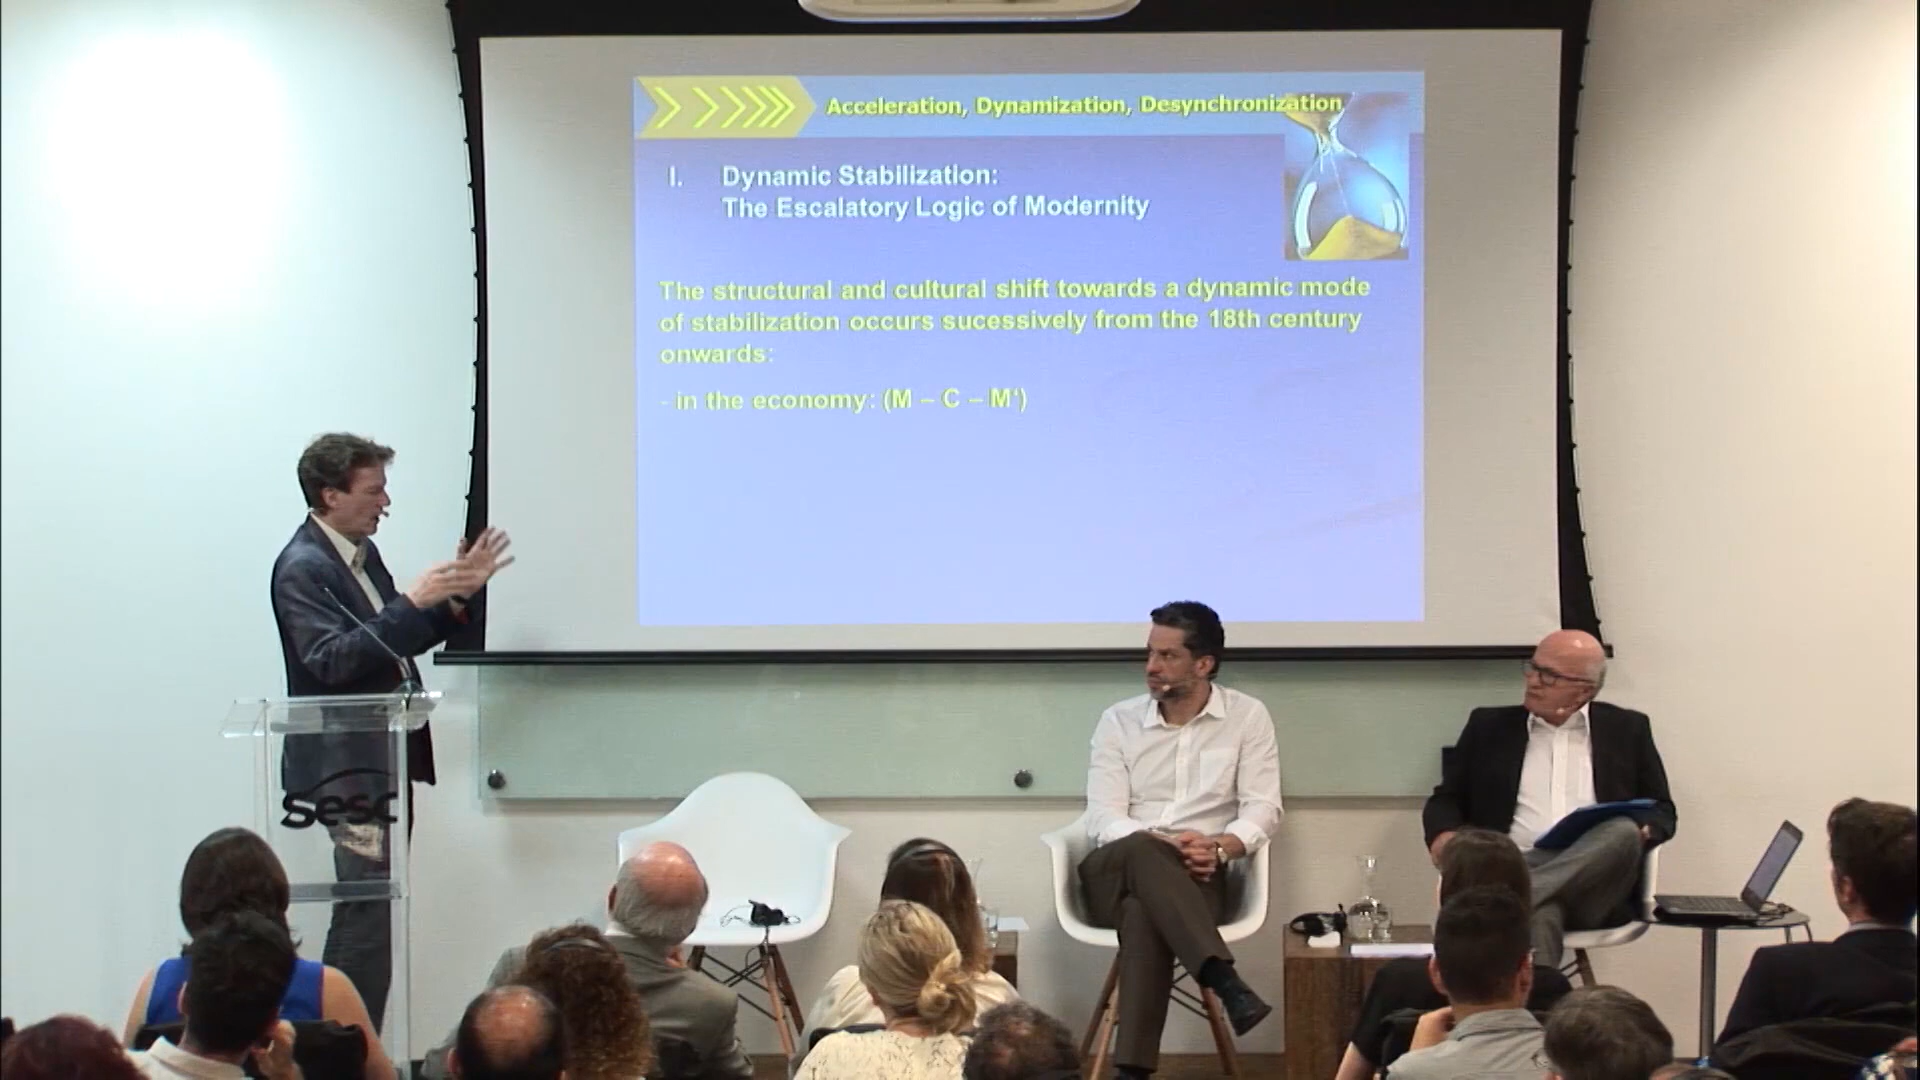 Acceleration, Dynamization, Desynchronization
I. Dynamic Stabilization:
The Escalatory Logic of Modernity
The structural and cultural shift towards a dynamic mode
of stabilization occurs sucessively from the 18th century
onwards:
- in the economy: (M – C – M‘)
sesc